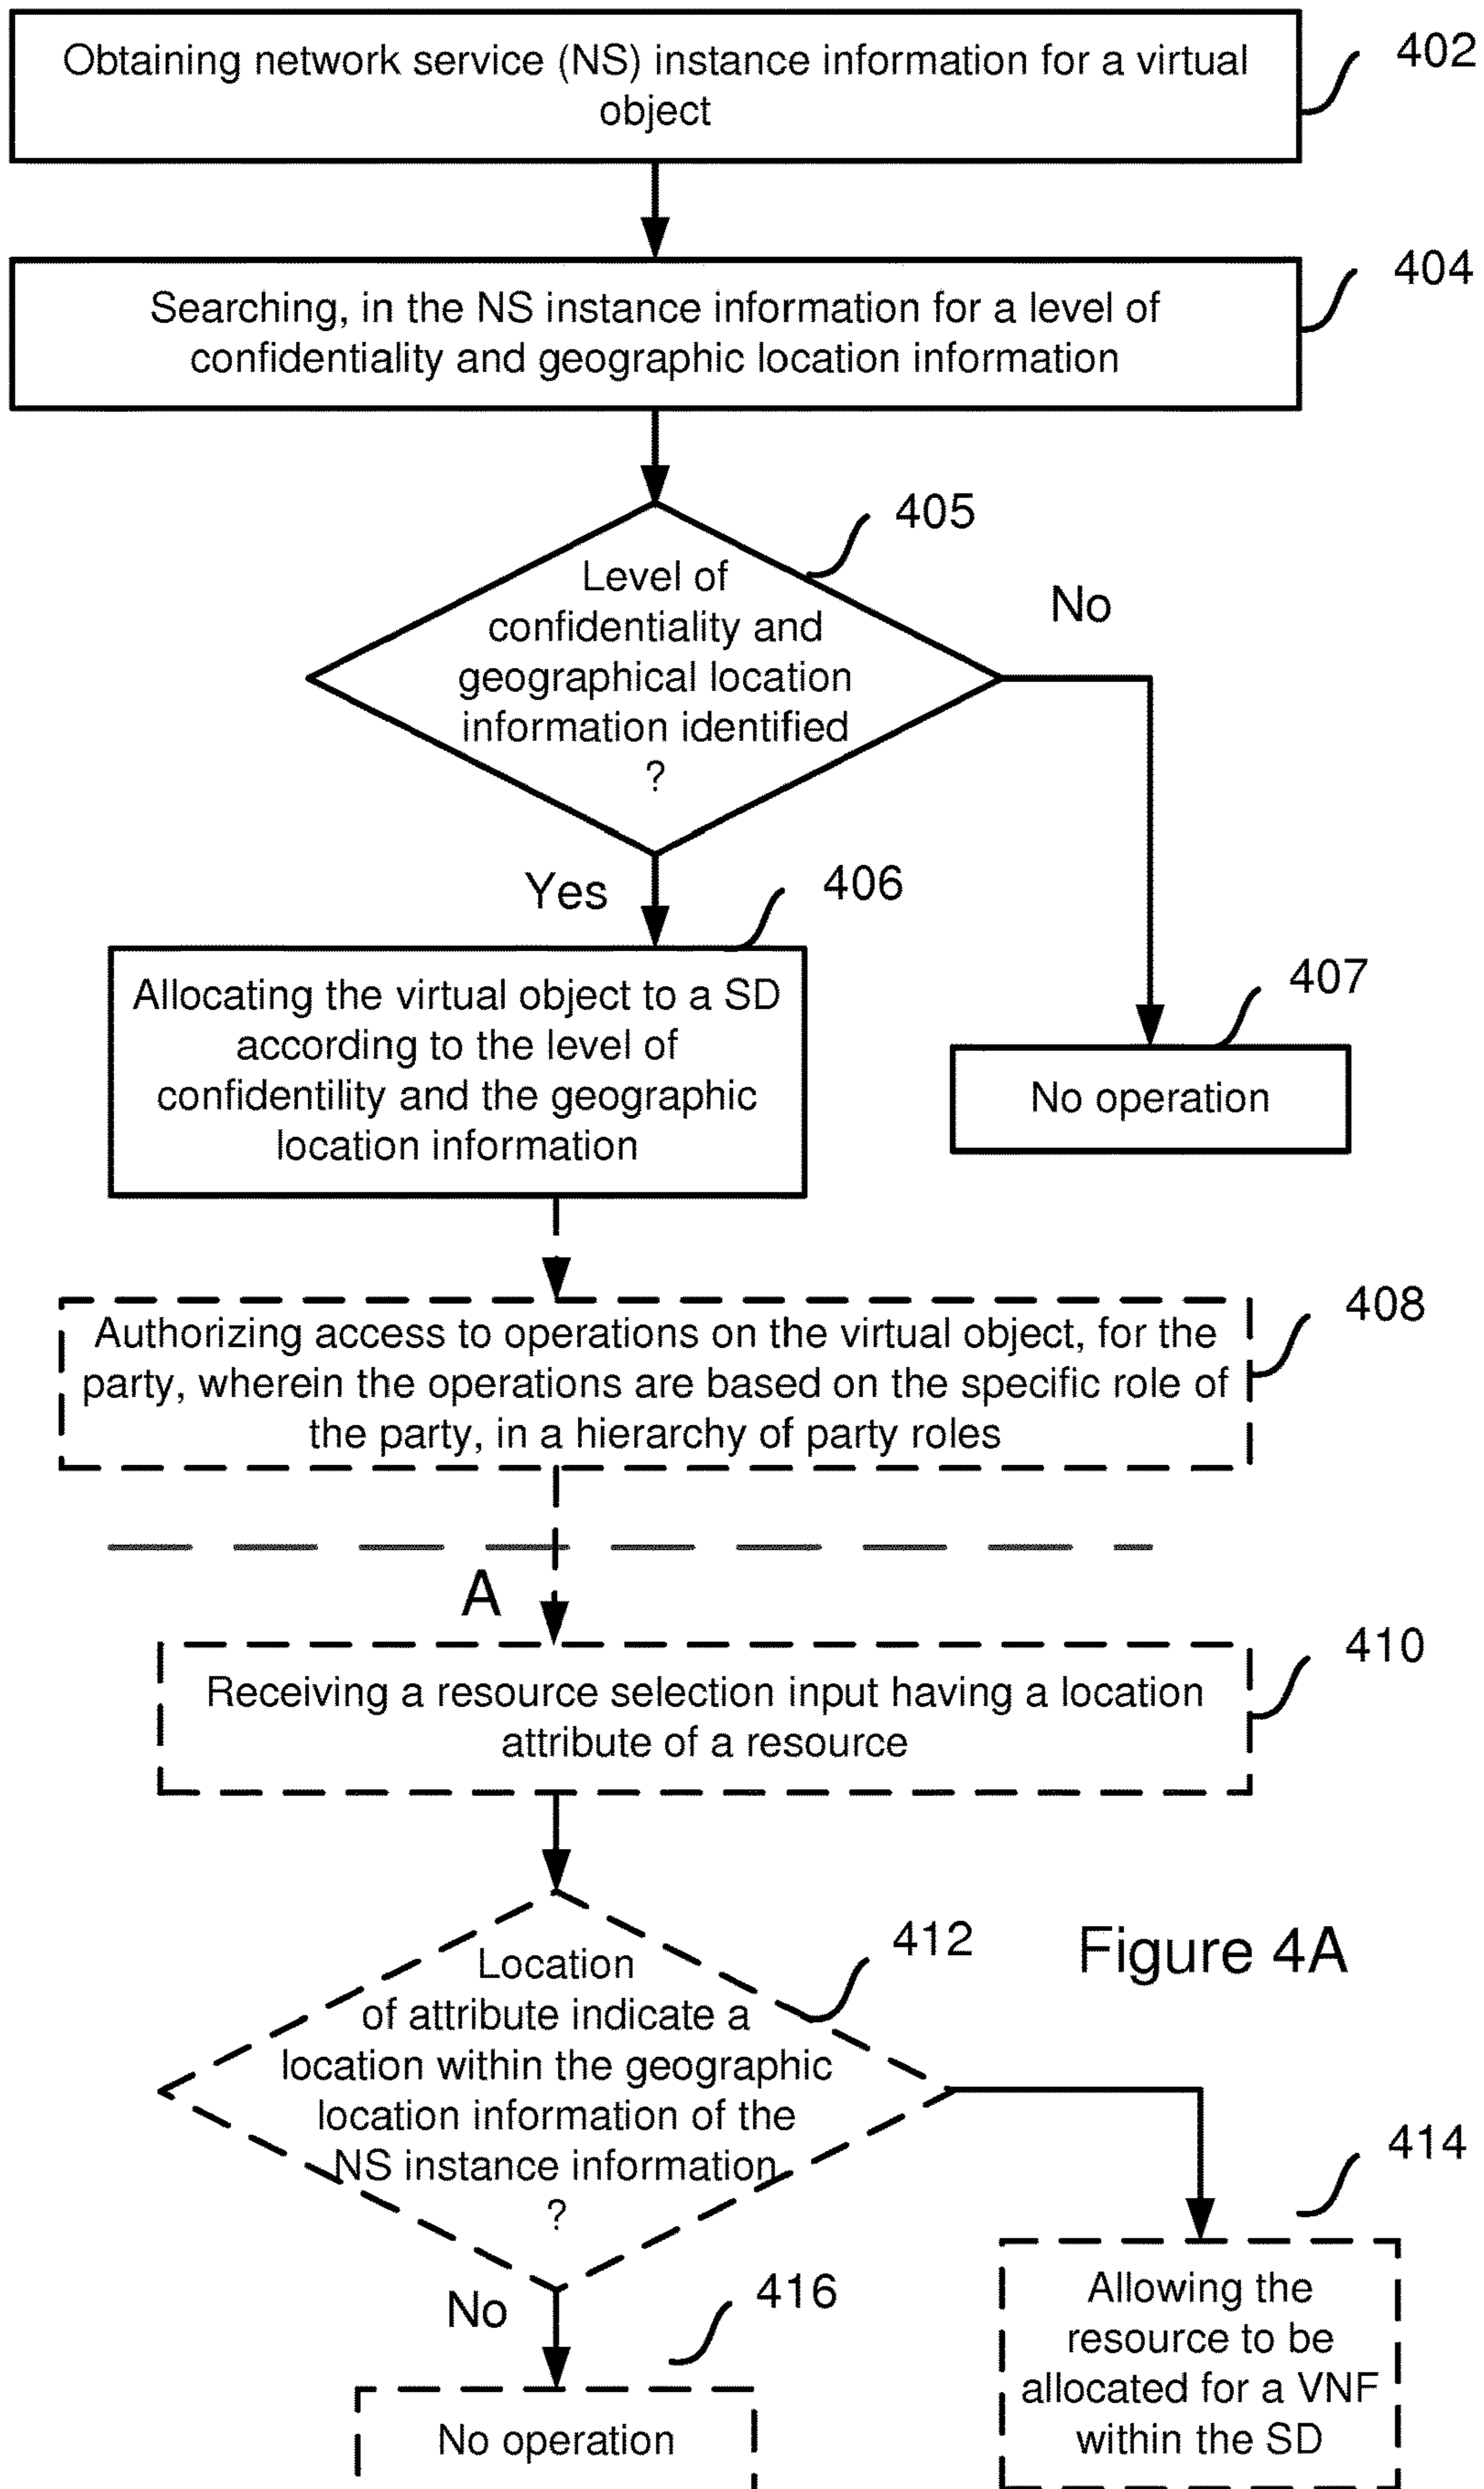 Obtaining network service (NS) instance information for a virtual
object
402
Searching, in the NS instance information for a level of
confidentiality and geographic location information
404
405
Level of
confidentiality and
geographical location
information identified
?
No
Yes
406
Allocating the virtual object to a SD
according to the level of
confidentility and the geographic
location information
407
No operation
408
Authorizing access to operations on the virtual object, for the
party, wherein the operations are based on the specific role of
the party, in a hierarchy of party roles
A
410
Receiving a resource selection input having a location
attribute of a resource
412
Figure 4A
Location
of attribute indicate a
location within the geographic
location information of the
NS instance information
?
414
No
416
No operation
Allowing the
resource to be
allocated for a VNF
within the SD